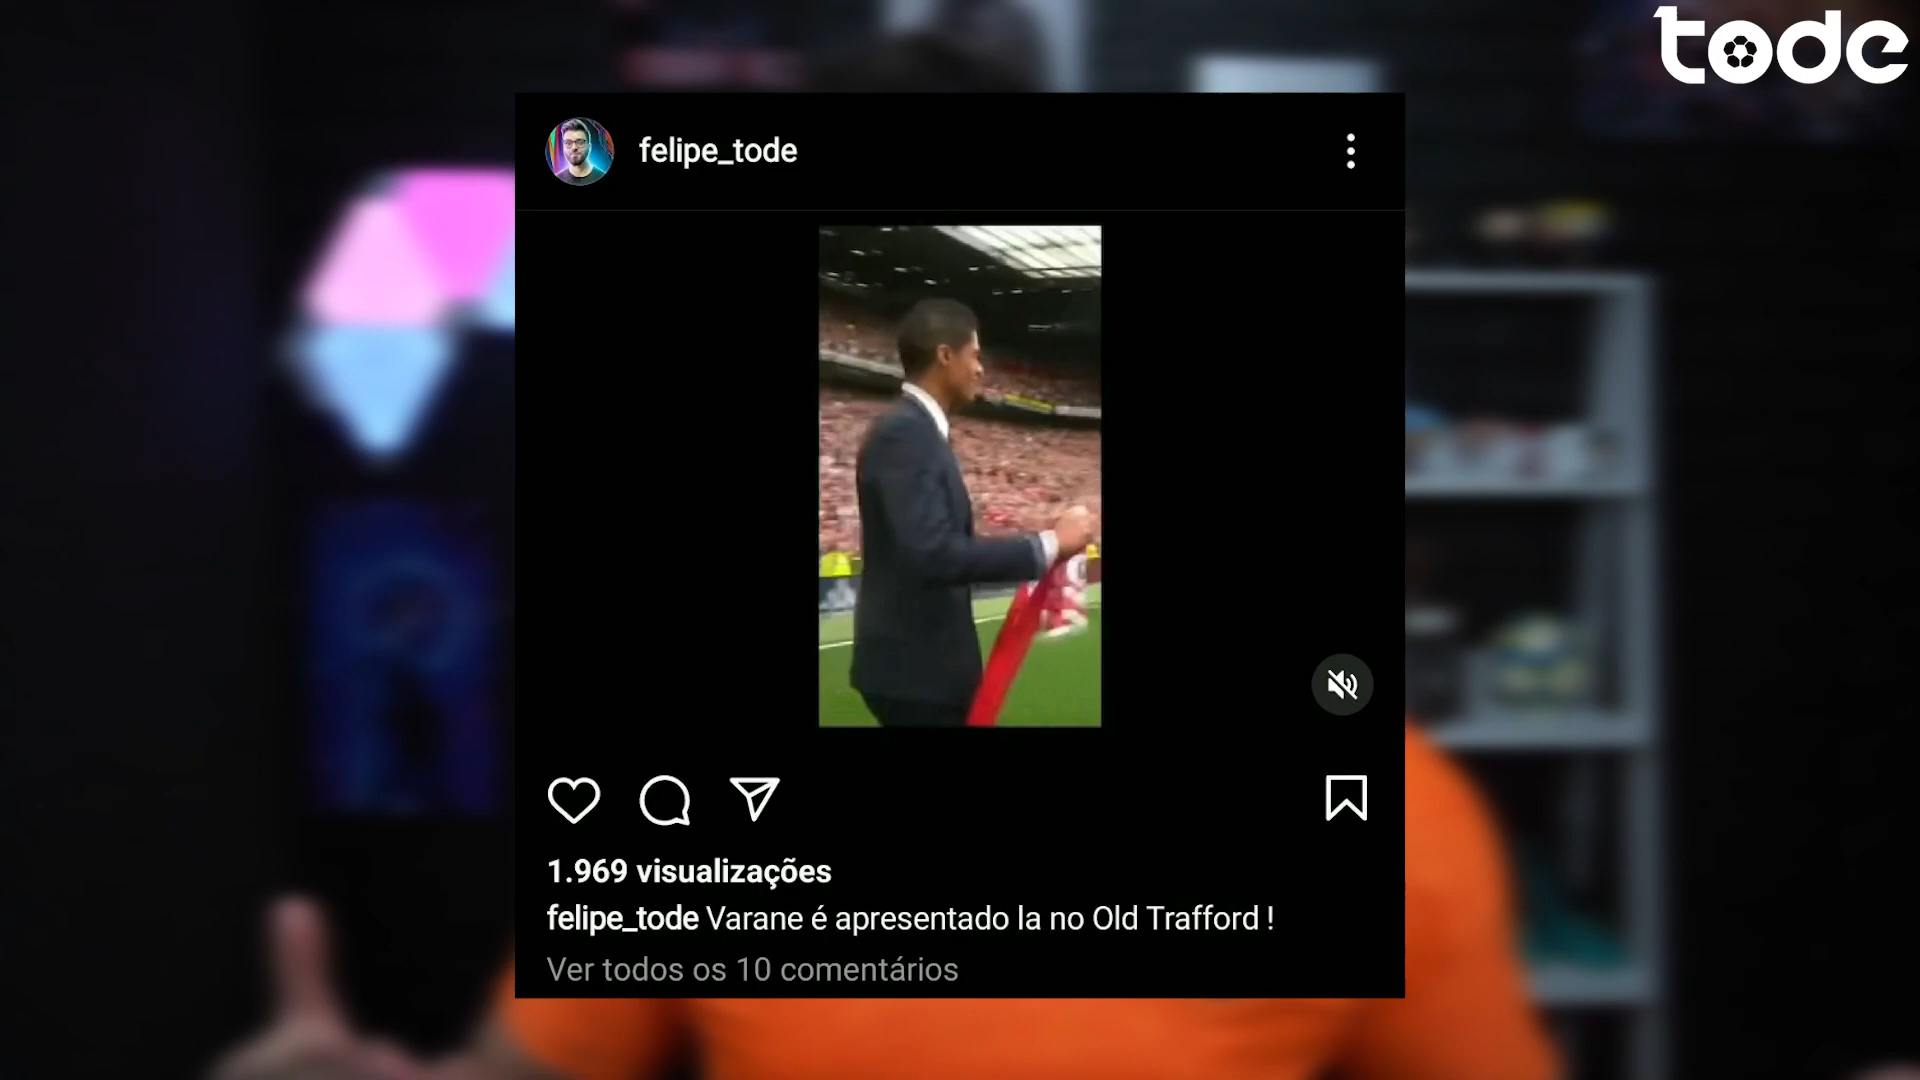 tode
felipe_tode
1.969 visualizações
felipe_tode Varane é apresentado la no Old Trafford !
Ver todos os 10 comentários